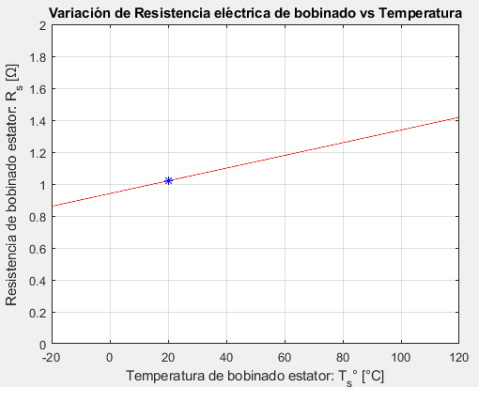 Variación de Resistencia eléctrica de bobinado vs Temperatura
Resistencia de bobinado estator: R_s [Ω]
2
1.8
1.6
1.4
1.2
1
0.8
0.6
0.4
0.2
0
-20 0 20 40 60 80 100 120
Temperatura de bobinado estator: T_s° [°C]